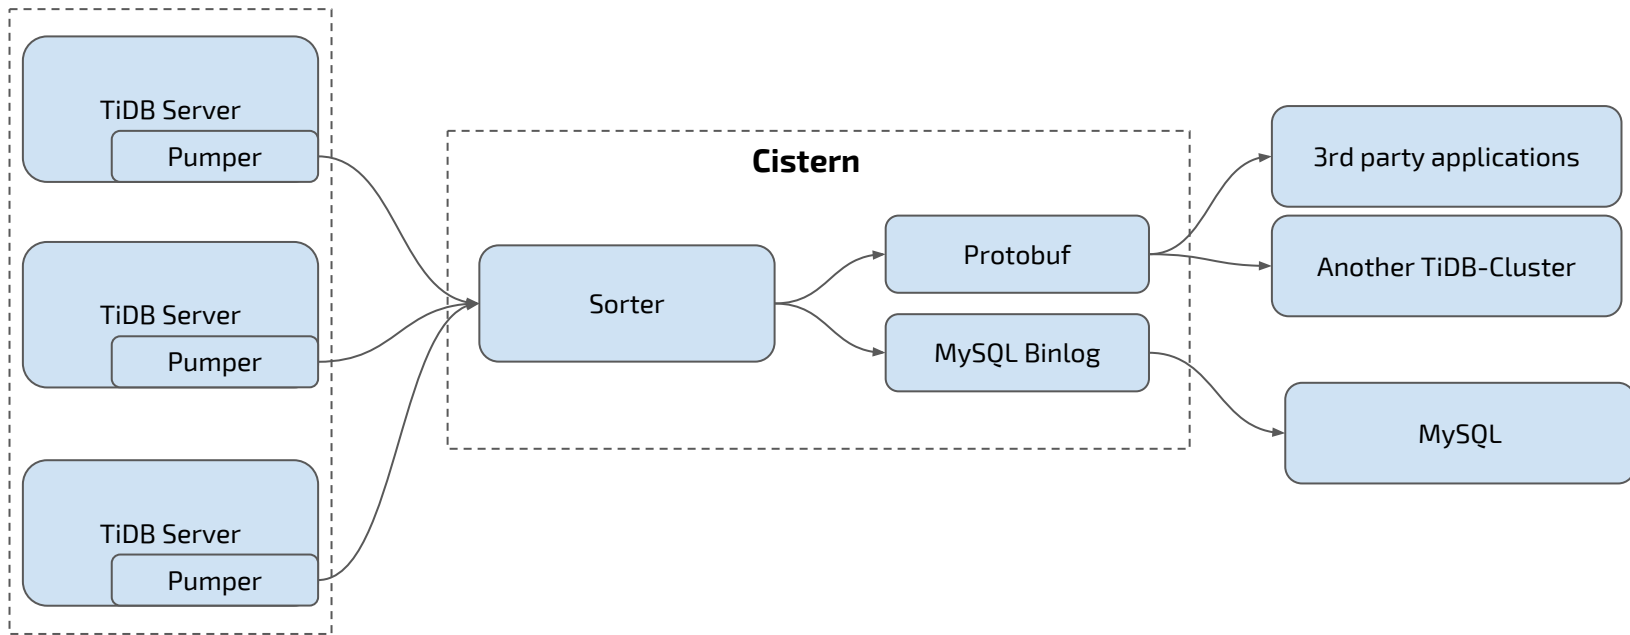 TiDB Server
Pumper
TiDB Server
Pumper
TiDB Server
Pumper
Cistern
Sorter
Protobuf
MySQL Binlog
3rd party applications
Another TiDB-Cluster
MySQL